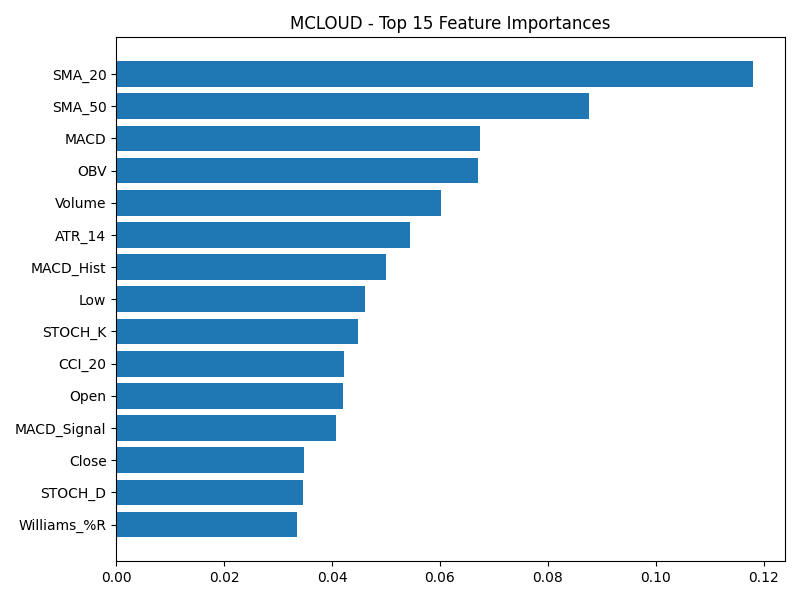 MCLOUD - Top 15 Feature Importances
SMA_20
SMA_50
MACD
OBV
Volume
ATR_14
MACD_Hist
Low
STOCH_K
CCI_20
Open
MACD_Signal
Close
STOCH_D
Williams_%R
0.00 0.02 0.04 0.06 0.08 0.10 0.12